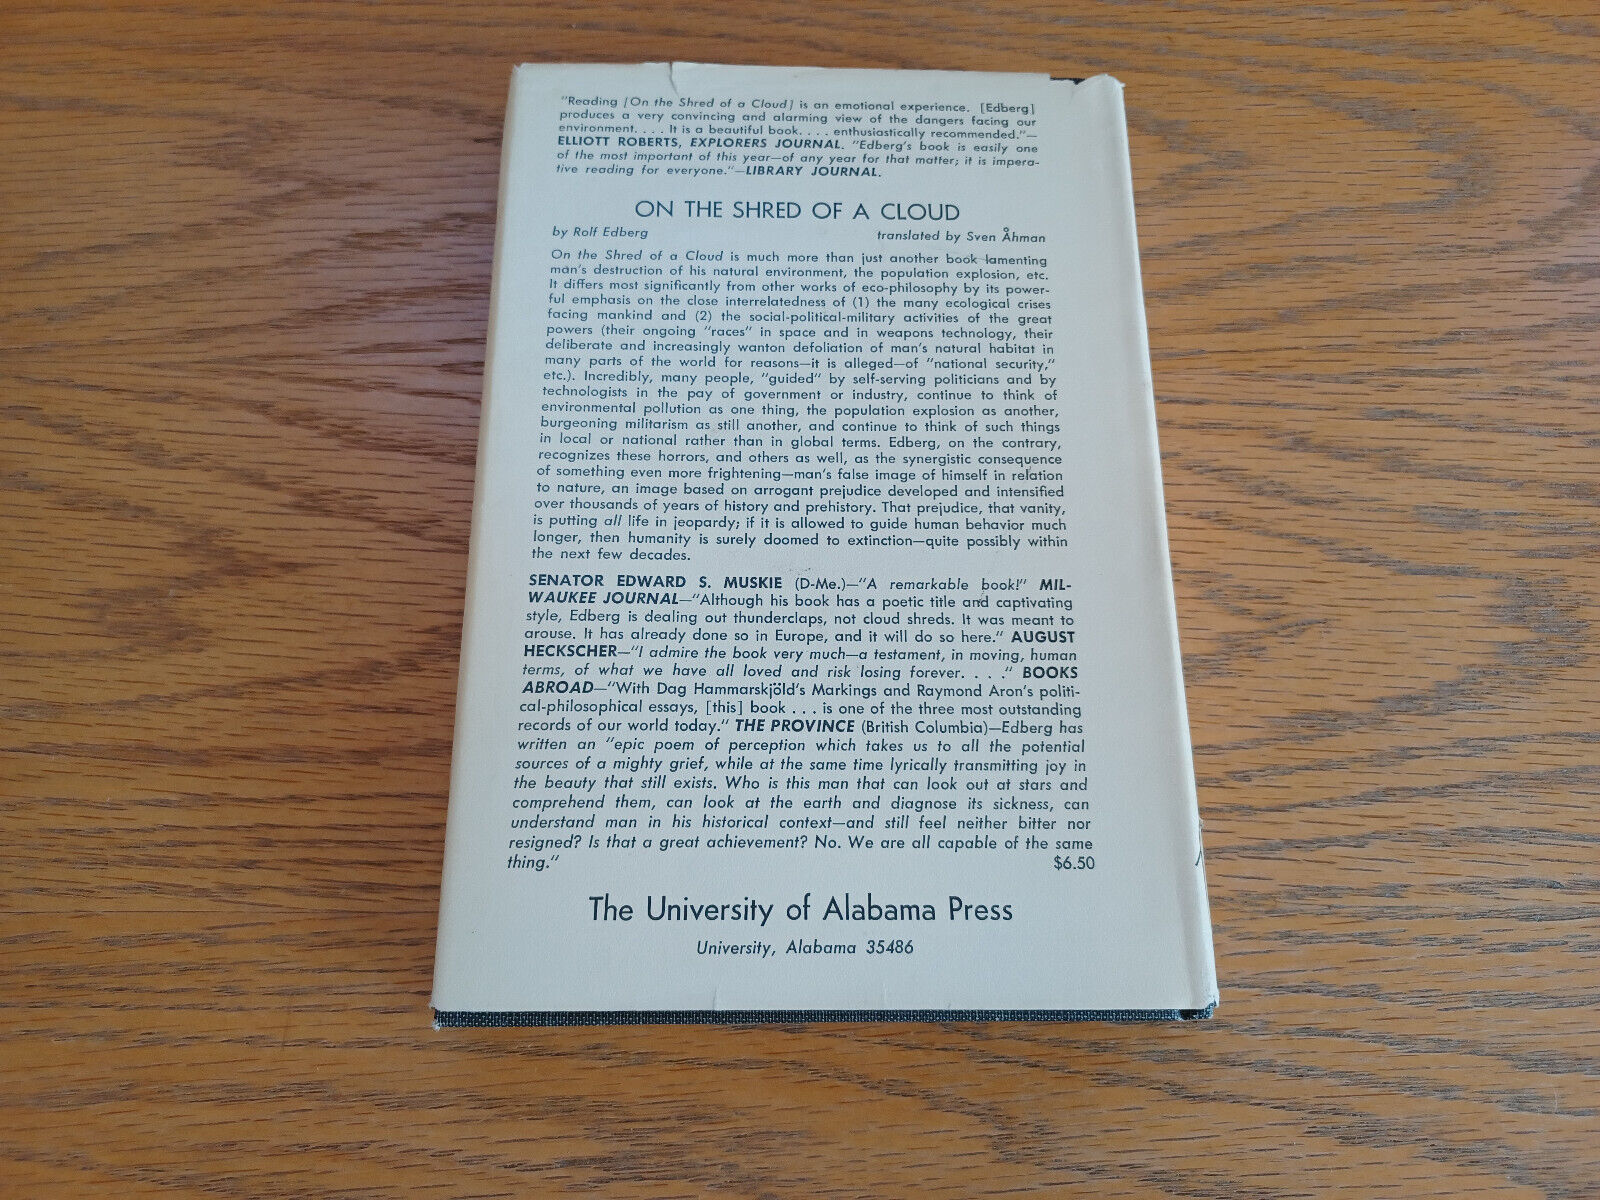 "Reading [On the Shred of a Cloud] is an emotional experience. [Edberg]
produces a very convincing and alarming view of the dangers facing our
environment. . . . It is a beautiful book. . . . enthusiastically recommended."—
ELLIOTT ROBERTS, EXPLORERS JOURNAL. "Edberg's book is easily one
of the most important of this year—of any year for that matter; it is impera-
tive reading for everyone."—LIBRARY JOURNAL.
ON THE SHRED OF A CLOUD
by Rolf Edberg translated by Sven Åhman
On the Shred of a Cloud is much more than just another book lamenting
man's destruction of his natural environment, the population explosion, etc.
It differs most significantly from other works of eco-philosophy by its power-
ful emphasis on the close interrelatedness of (1) the many ecological crises
facing mankind and (2) the social-political-military activities of the great
powers (their ongoing "races" in space and in weapons technology, their
deliberate and increasingly wanton defoliation of man's natural habitat in
many parts of the world for reasons—it is alleged—of "national security,"
etc.). Incredibly, many people, "guided" by self-serving politicians and by
technologists in the pay of government or industry, continue to think of
environmental pollution as one thing, the population explosion as another,
burgeoning militarism as still another, and continue to think of such things
in local or national rather than in global terms. Edberg, on the contrary,
recognizes these horrors, and others as well, as the synergistic consequence
of something even more frightening—man's false image of himself in relation
to nature, an image based on arrogant prejudice developed and intensified
over thousands of years of history and prehistory. That prejudice, that vanity,
is putting all life in jeopardy; if it is allowed to guide human behavior much
longer, then humanity is surely doomed to extinction—quite possibly within
the next few decades.
SENATOR EDWARD S. MUSKIE (D-Me.)—"A remarkable book!" MIL-
WAUKEE JOURNAL—"Although his book has a poetic title and captivating
style, Edberg is dealing out thunderclaps, not cloud shreds. It was meant to
arouse. It has already done so in Europe, and it will do so here." AUGUST
HECKSCHER—"I admire the book very much—a testament, in moving, human
terms, of what we have all loved and risk losing forever. . . ." BOOKS
ABROAD—"With Dag Hammarskjöld's Markings and Raymond Aron's politi-
cal-philosophical essays, [this] book . . . is one of the three most outstanding
records of our world today." THE PROVINCE (British Columbia)—Edberg has
written an "epic poem of perception which takes us to all the potential
sources of a mighty grief, while at the same time lyrically transmitting joy in
the beauty that still exists. Who is this man that can look out at stars and
comprehend them, can look at the earth and diagnose its sickness, can
understand man in his historical context—and still feel neither bitter nor
resigned? Is that a great achievement? No. We are all capable of the same
thing." $6.50
The University of Alabama Press
University, Alabama 35486